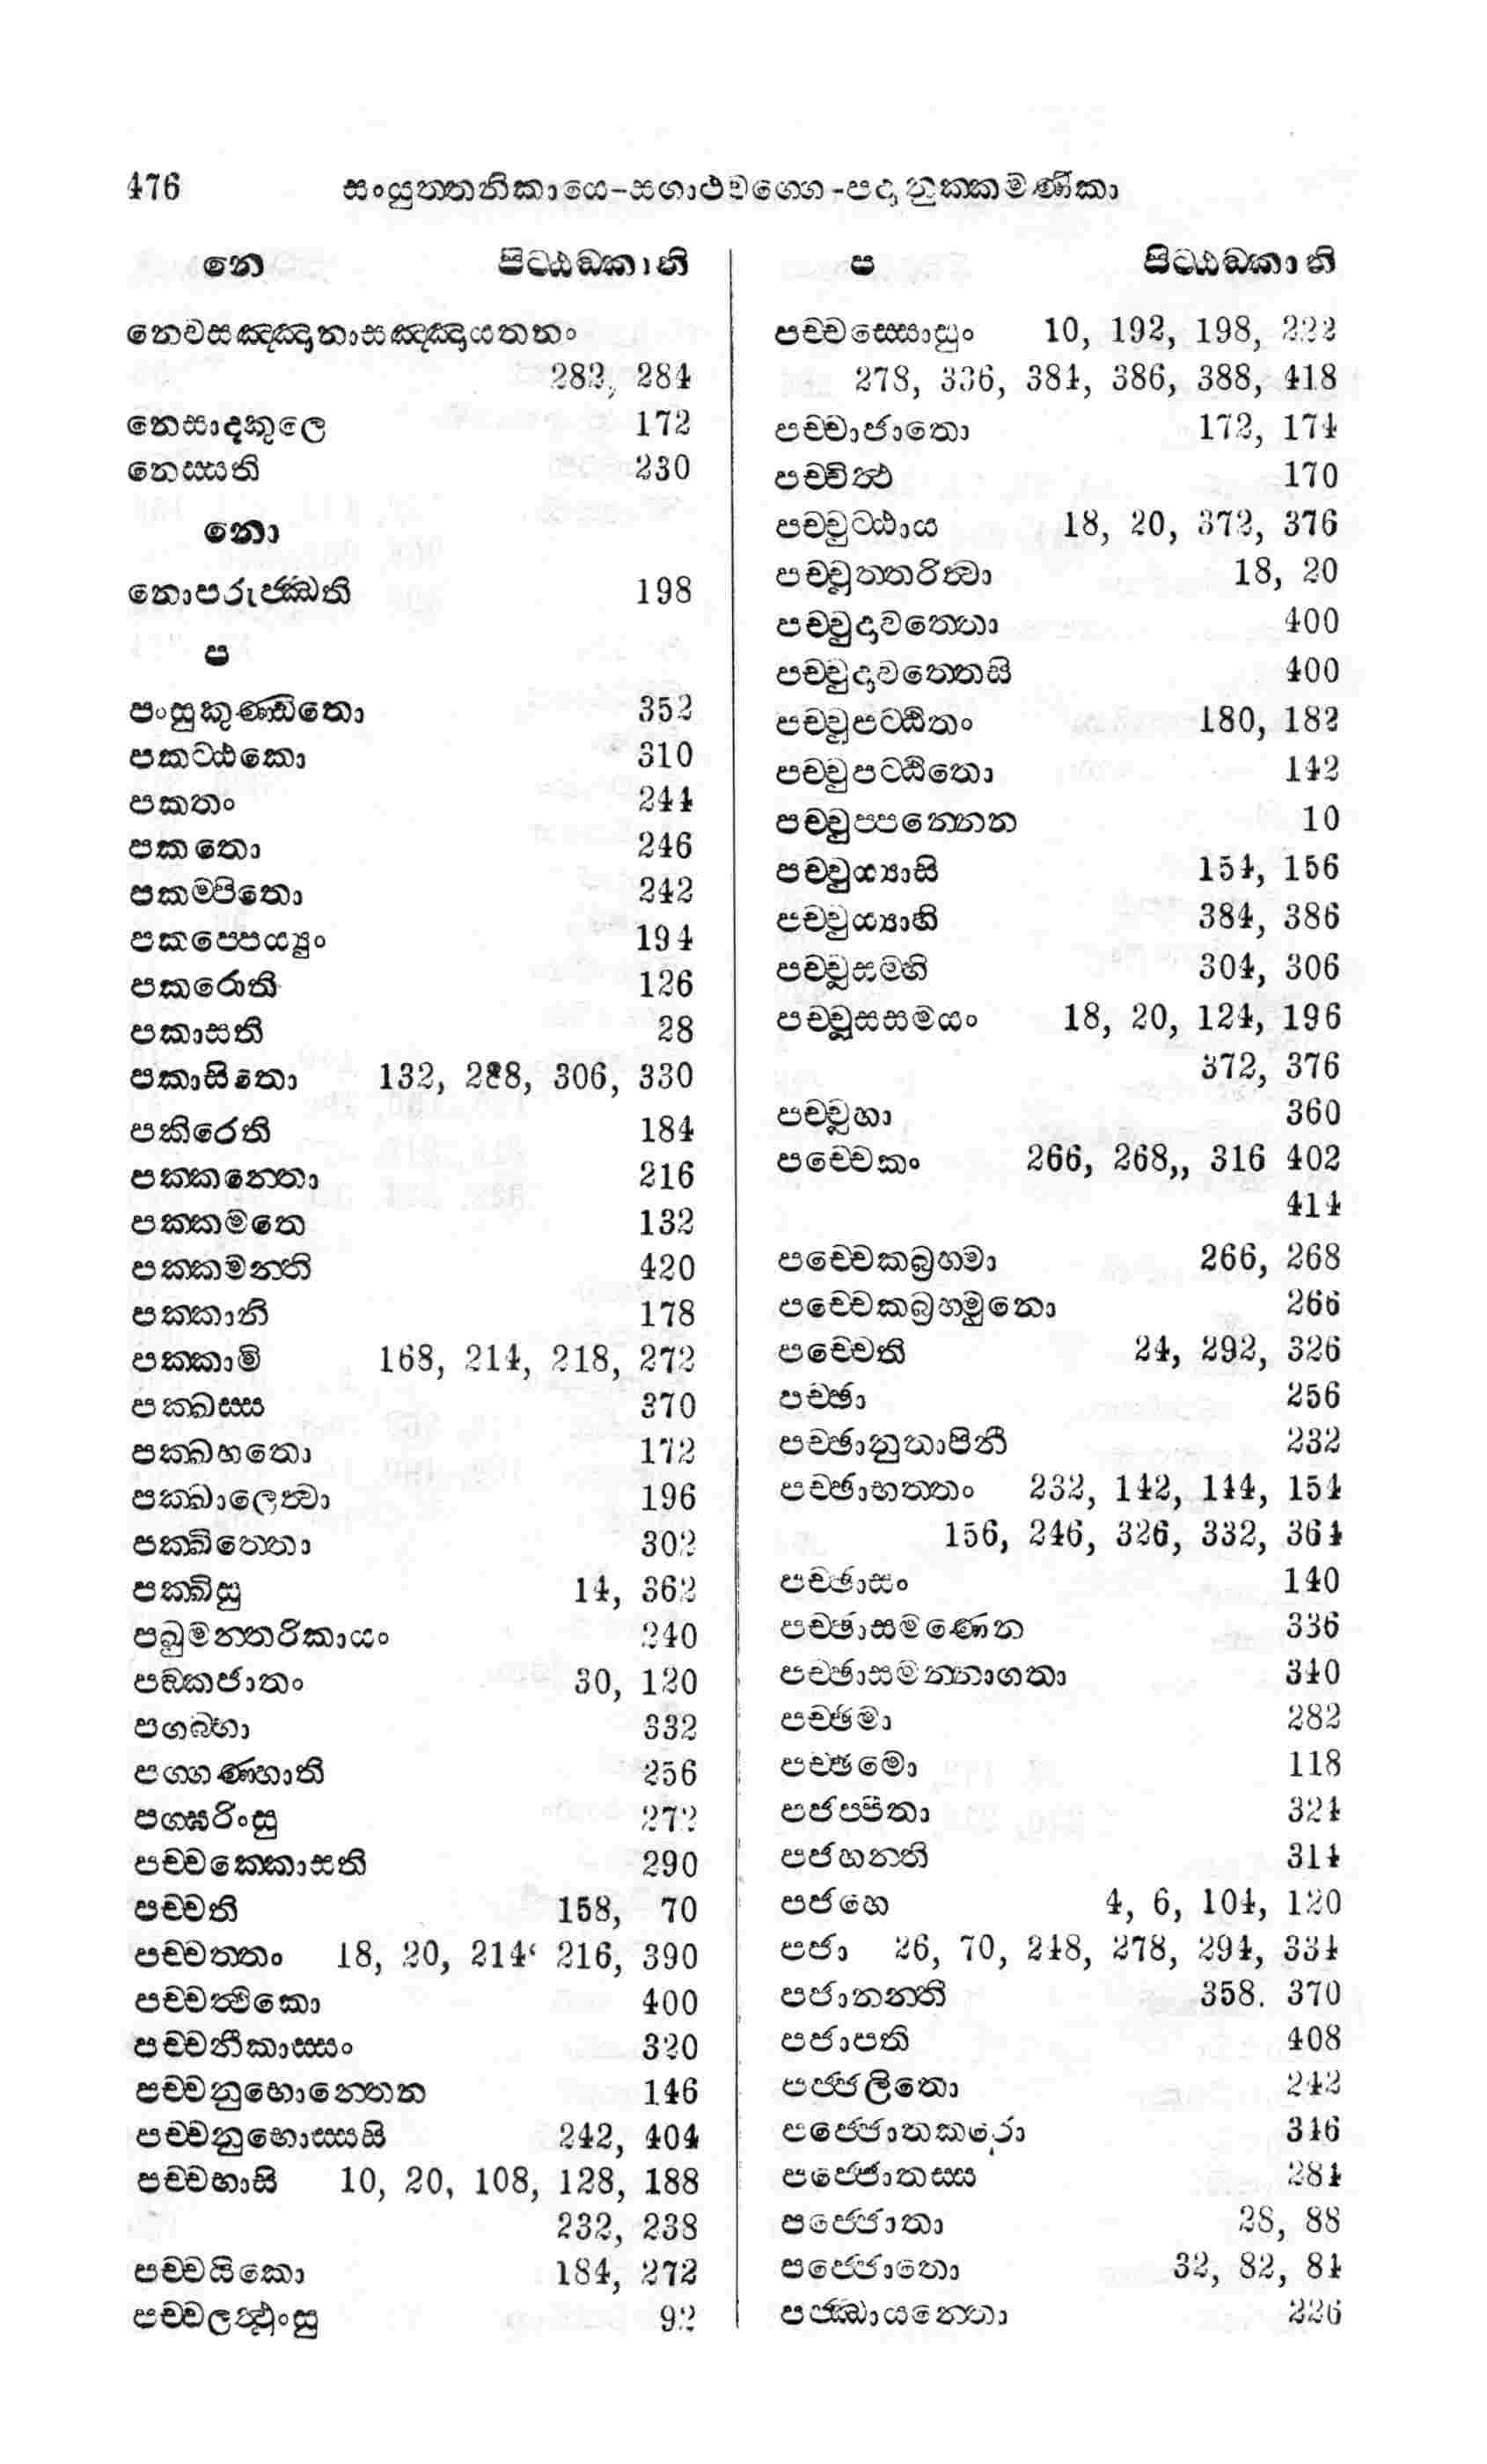 476 සංයුත්තනිකායෙ-සගාථවග්ගෙ-පදානුක්කමණිකා
නෙ පිට්ඨඞ්කානි
නෙවසඤ්ඤානාසඤ්ඤායතනං
282, 284
නෙසාදකුලෙ 172
නෙස්සති 230
නො
නොපරුජ්ඣති 198
ප
පංසුකුණ්ඩිතො 352
පකට්ඨකො 310
පකතං 244
පකතො 246
පකම්පිතො 242
පකප්පෙය්‍යුං 194
පකරොති 126
පකාසති 28
පකාසිතො 132, 288, 306, 330
පකිරෙති 184
පක්කන්තො 216
පක්කමතෙ 132
පක්කමන්ති 420
පක්කානි 178
පක්කාමි 168, 214, 218, 272
පක්ඛස්ස 370
පක්ඛහතො 172
පක්ඛාලෙත්‍වා 196
පක්ඛිත්තො 302
පක්ඛිසු 14, 362
පඛුමන්තරිකායං 240
පඞ්කජාතං 30, 120
පගබ්භා 332
පග්ගණ්හාති 256
පග්ඝරිංසු 272
පච්චක්කොසති 290
පච්චති 158, 70
පච්චත්තං 18, 20, 214‘ 216, 390
පච්චත්‍ථිකො 400
පච්චනීකාස්සං 320
පච්චනුභොන්තෙන 146
පච්චනුභොස්සසි 242, 404
පච්චභාසි 10, 20, 108, 128, 188
232, 238
පච්චයිකො 184, 272
පච්චලත්‍ථුංසු 92
ප පිට්ඨඞ්කානි
පච්චස්සොසුං 10, 192, 198, 222
278, 336, 384, 386, 388, 418
පච්චාජාතො 172, 174
පච්චිත්‍ථ 170
පච්චුට්ඨාය 18, 20, 372, 376
පච්චුත්තරිත්‍වා 18, 20
පච්චුදාවත්තො 400
පච්චුදාවත්තෙසි 400
පච්චුපට්ඨිතං 180, 182
පච්චුපට්ඨිතො 142
පච්චුප්පන්නෙන 10
පච්චුය්‍යාසි 154, 156
පච්චුය්‍යාහි 384, 386
පච්චූසම්හි 304, 306
පච්චූසසමයං 18, 20, 124, 196
372, 376
පච්චූහා 360
පච්චෙකං 266, 268,, 316 402
414
පච්චෙකබ්‍රහ්මා 266, 268
පච්චෙකබ්‍රහ්මුනො 266
පච්චෙති 24, 292, 326
පච්ඡා 256
පච්ඡානුතාපිනී 232
පච්ඡාභත්තං 232, 142, 144, 154
156, 246, 326, 332, 364
පච්ඡාසං 140
පච්ඡාසමණෙන 336
පච්ඡාසමන්නාගතා 340
පච්ඡිමා 282
පච්ඡිමො 118
පජප්පිතා 324
පජහන්ති 314
පජහෙ 4, 6, 104, 120
පජා 26, 70, 248, 278, 294, 334
පජානන්ති 358. 370
පජාපති 408
පජ්ජලිතො 242
පජ්ජොතකරො 346
පජ්ජොතස්ස 284
පජ්ජොතා 28, 88
පජ්ජොතො 32, 82, 84
පජ්ඣායන්තො 226